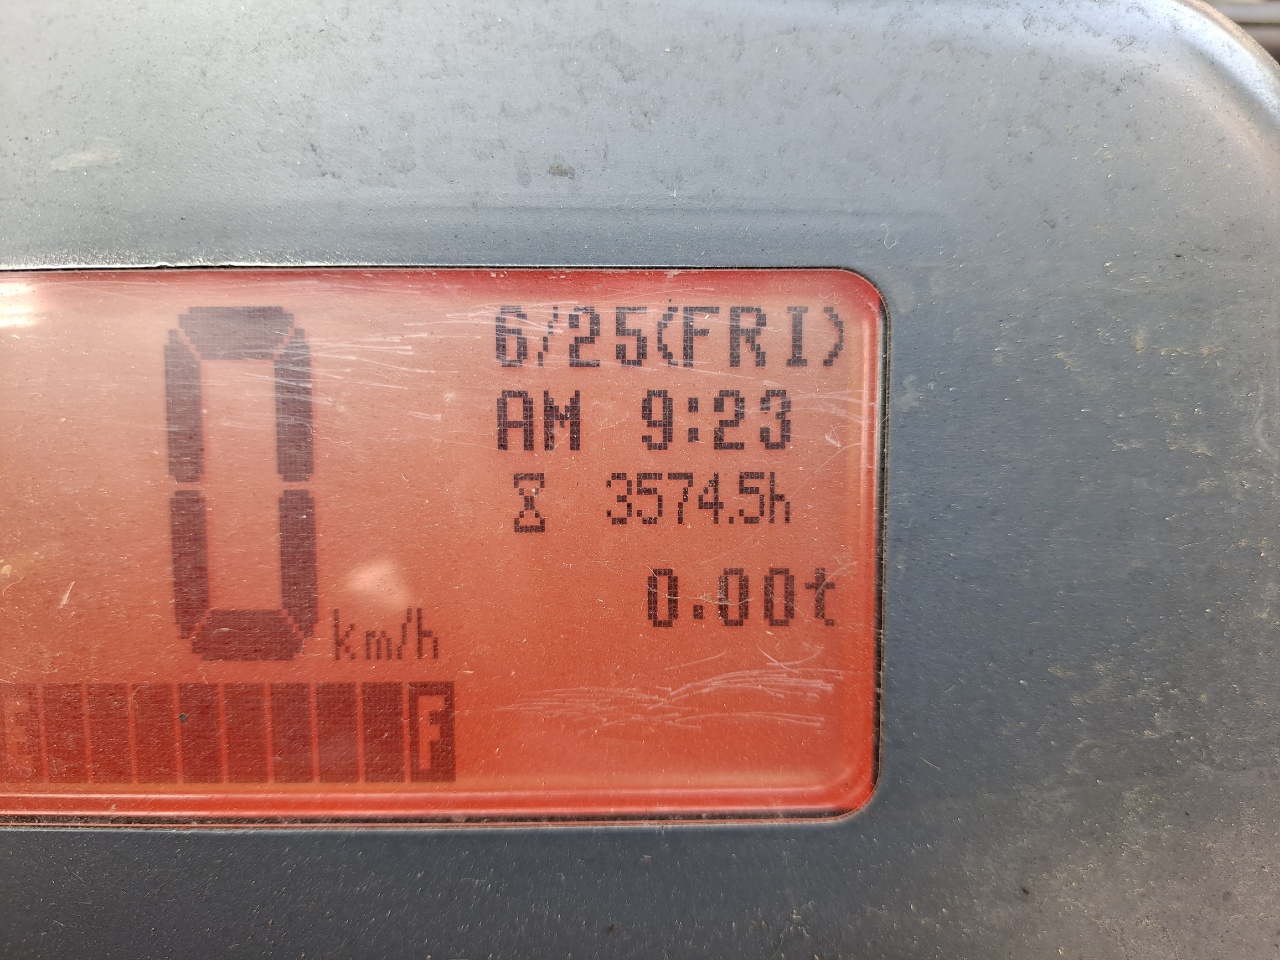 6/25(FRI)
AM 9:23
3574.5h
0.00t
0 km/h
F